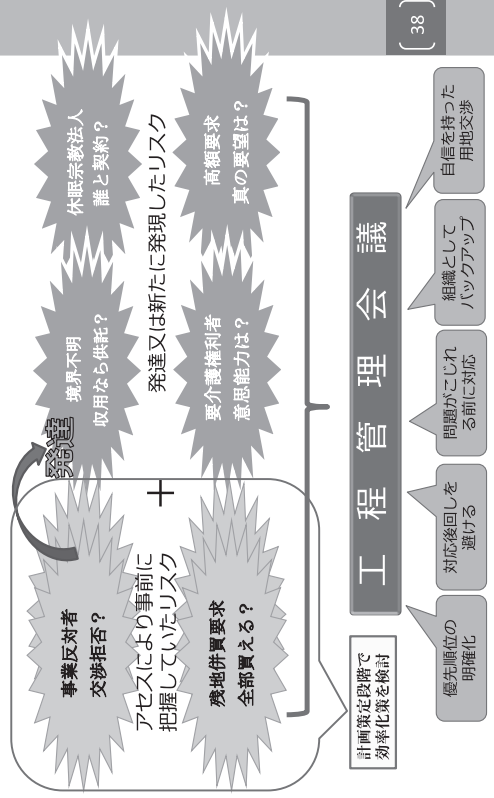 発達
事業反対者
交渉拒否？
境界不明
収用なら供託？
休眠宗教法人
誰と契約？
アセスにより事前に
把握していたリスク
＋
発達又は新たに発現したリスク
残地併買要求
全部買える？
要介護権利者
意思能力は？
高額要求
真の要望は？
計画策定段階で
効率化策を検討
工程管理会議
優先順位の
明確化
対応後回しを
避ける
問題がこじれ
る前に対応
組織として
バックアップ
自信を持った
用地交渉
38